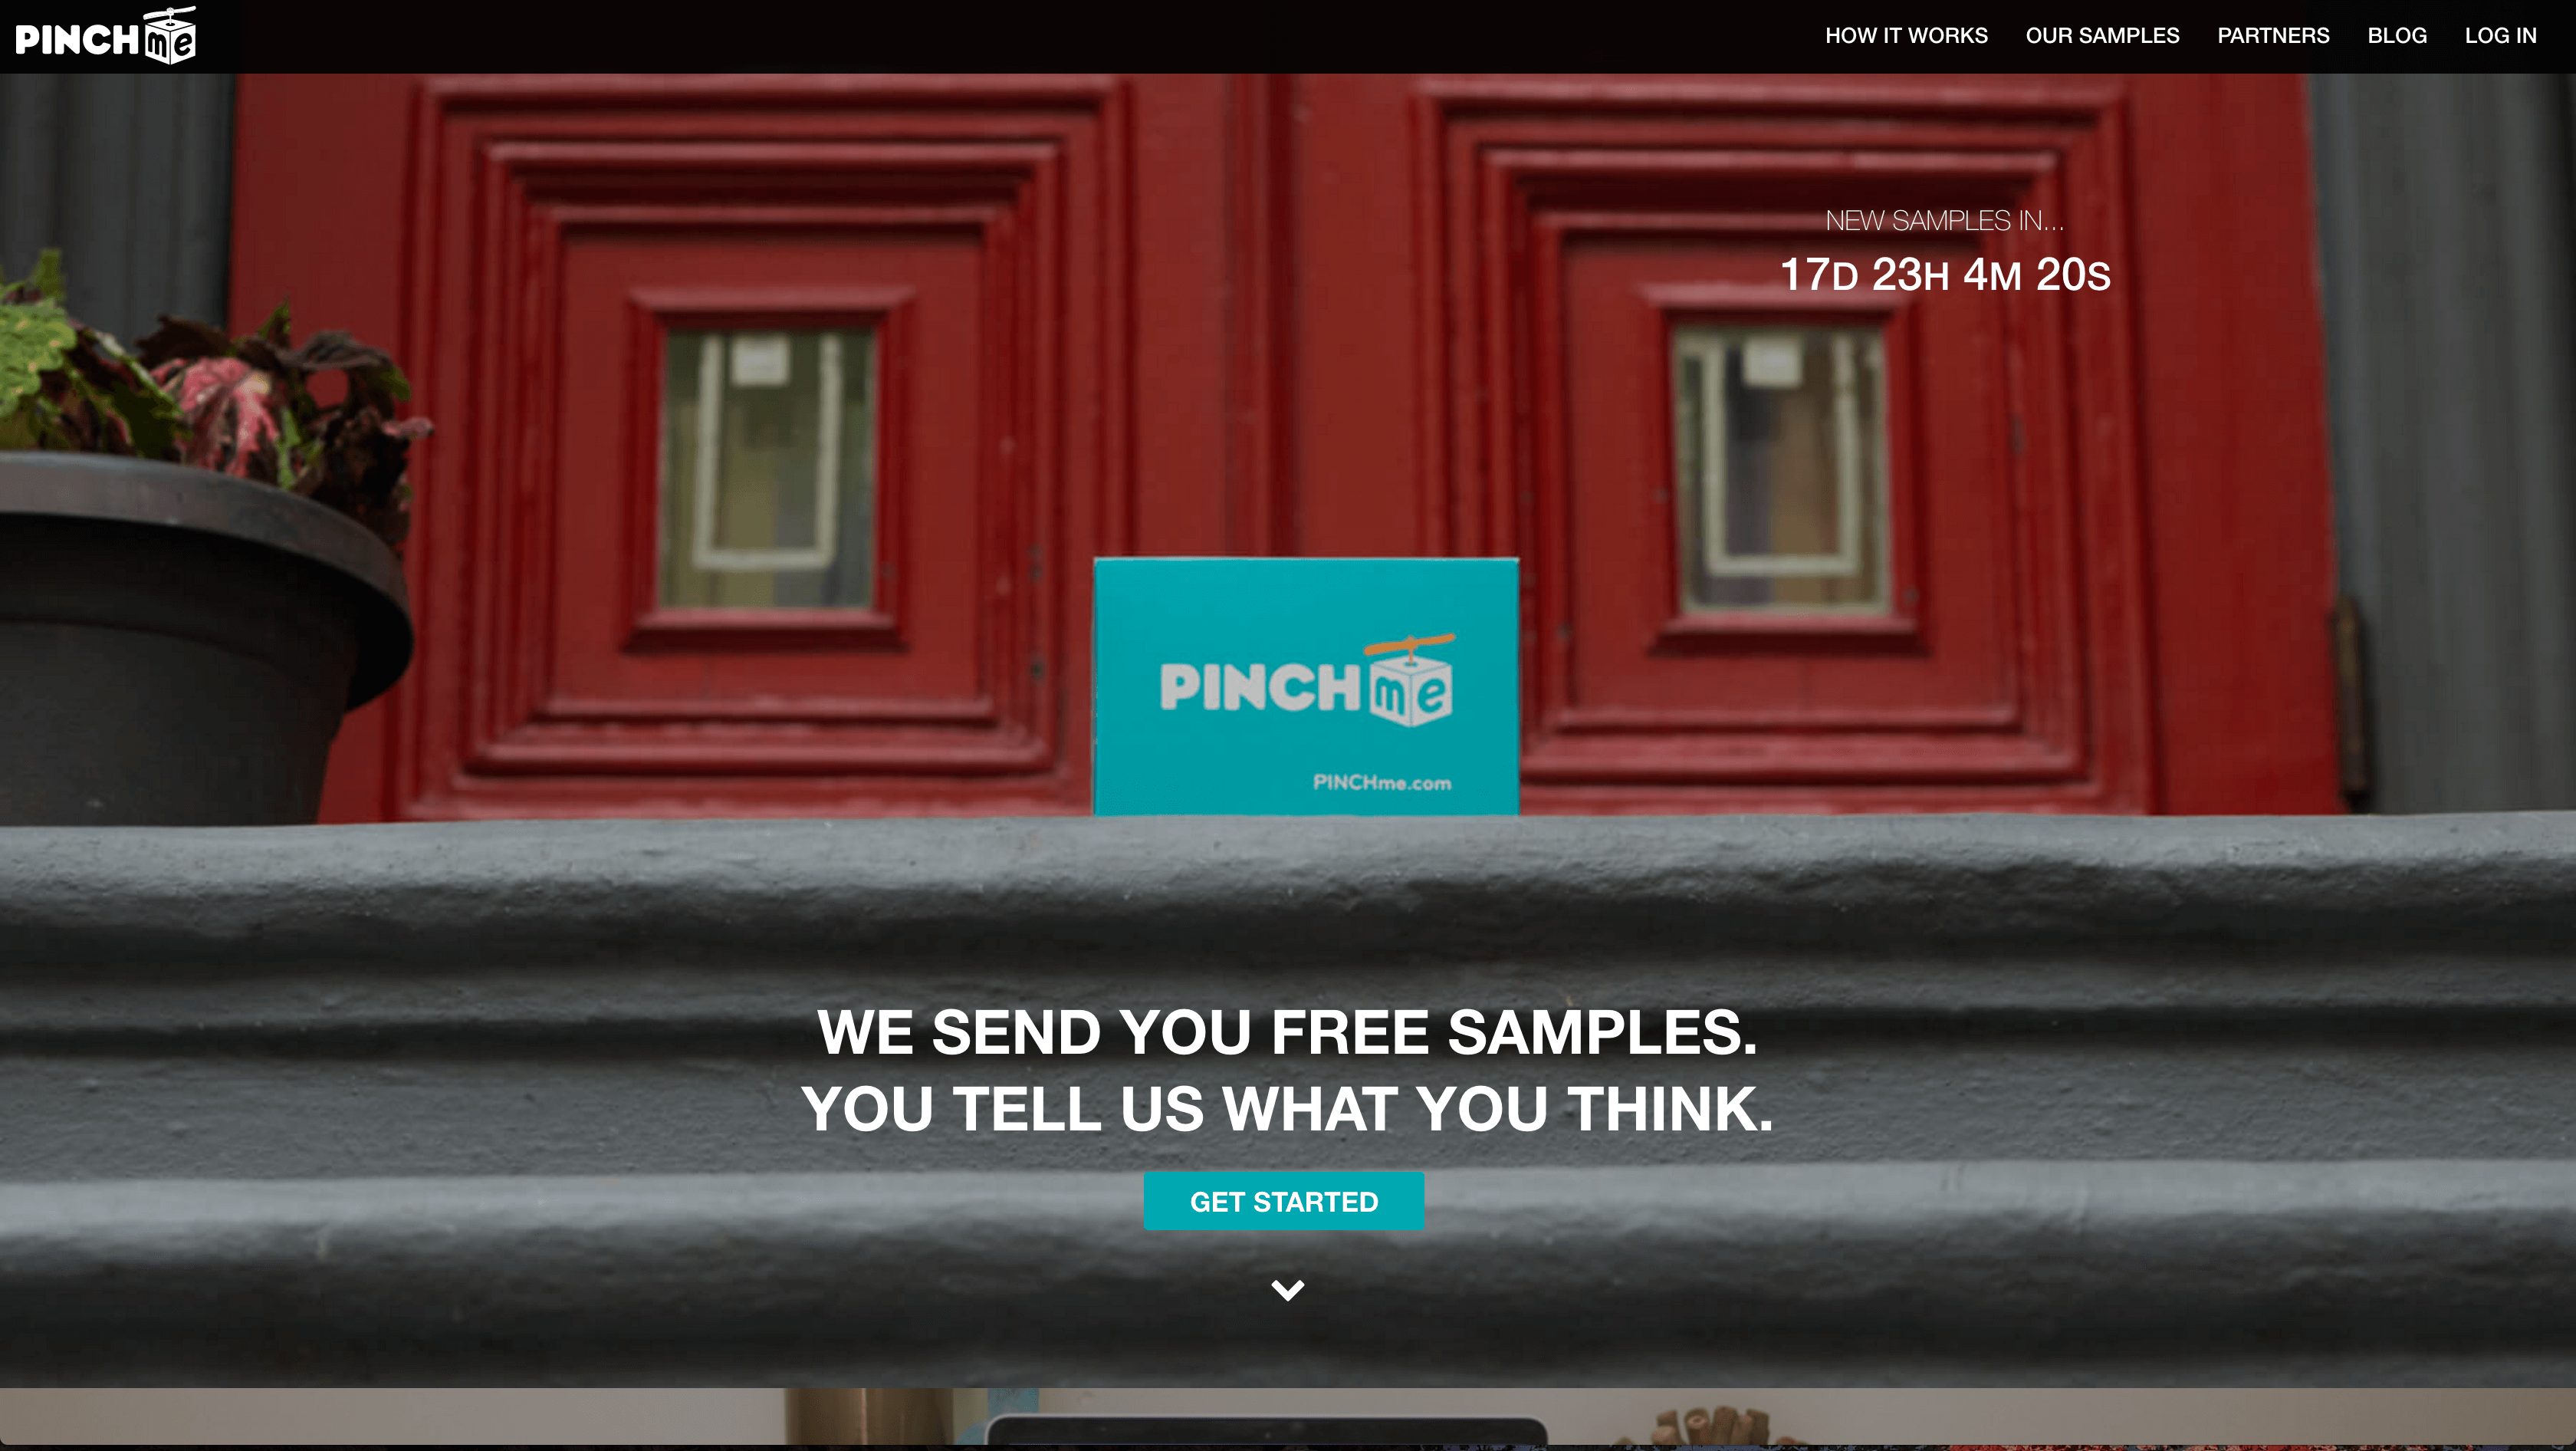 PINCHme
HOW IT WORKS OUR SAMPLES PARTNERS BLOG LOG IN
NEW SAMPLES IN...
17D 23H 4M 20S
PINCHme
PINCHme.com
WE SEND YOU FREE SAMPLES.
YOU TELL US WHAT YOU THINK.
GET STARTED